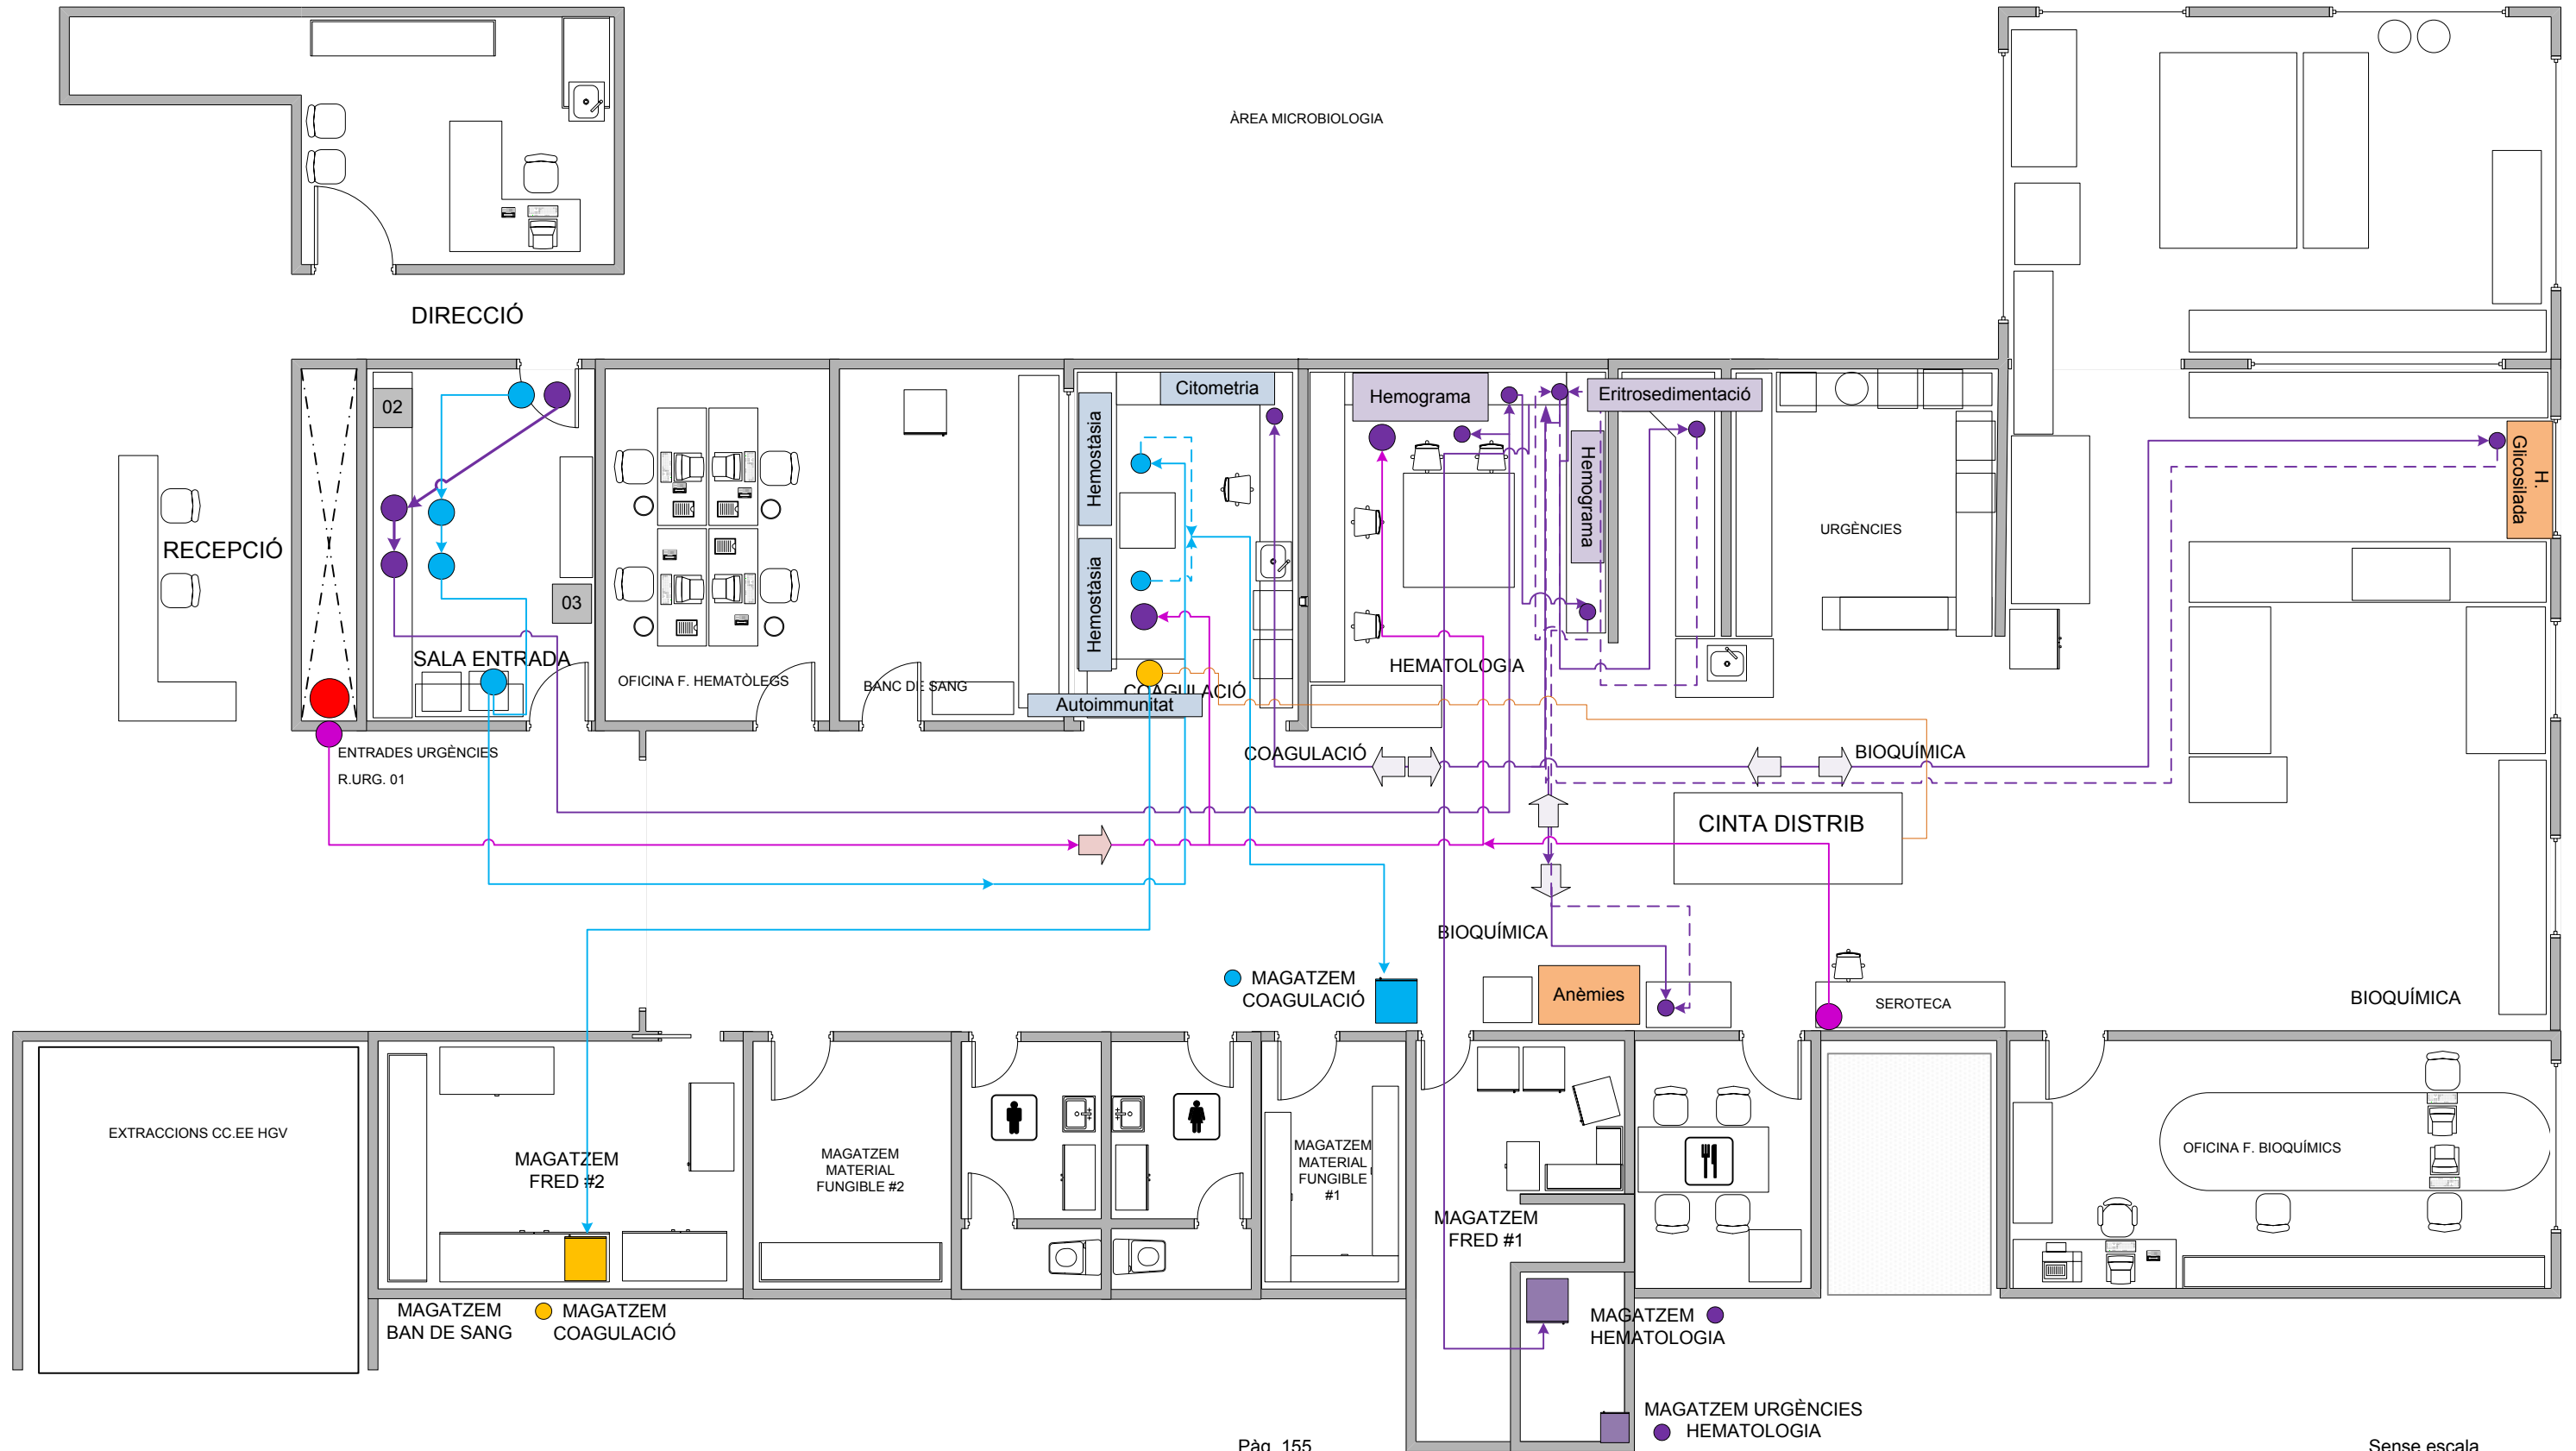 ÀREA MICROBIOLOGIA
DIRECCIÓ
02
Citometria
Hemograma
Eritrosedimentació
Hemostàsia
Hemograma
H.
Glicosilada
URGÈNCIES
RECEPCIÓ
03
Hemostàsia
SALA ENTRADA
OFICINA F. HEMATÒLEGS
BANC DE SANG
COAGULACIÓ
HEMATOLOGIA
Autoimmunitat
ENTRADES URGÈNCIES
R.URG. 01
COAGULACIÓ
BIOQUÍMICA
CINTA DISTRIB
BIOQUÍMICA
MAGATZEM
COAGULACIÓ
Anèmies
SEROTECA
BIOQUÍMICA
EXTRACCIONS CC.EE HGV
MAGATZEM
FRED #2
MAGATZEM
MATERIAL
FUNGIBLE #2
MAGATZEM
MATERIAL
FUNGIBLE
#1
OFICINA F. BIOQUÍMICS
MAGATZEM
FRED #1
MAGATZEM
BAN DE SANG
MAGATZEM
COAGULACIÓ
MAGATZEM
HEMATOLOGIA
MAGATZEM URGÈNCIES
HEMATOLOGIA
Pàg. 155
Sense escala